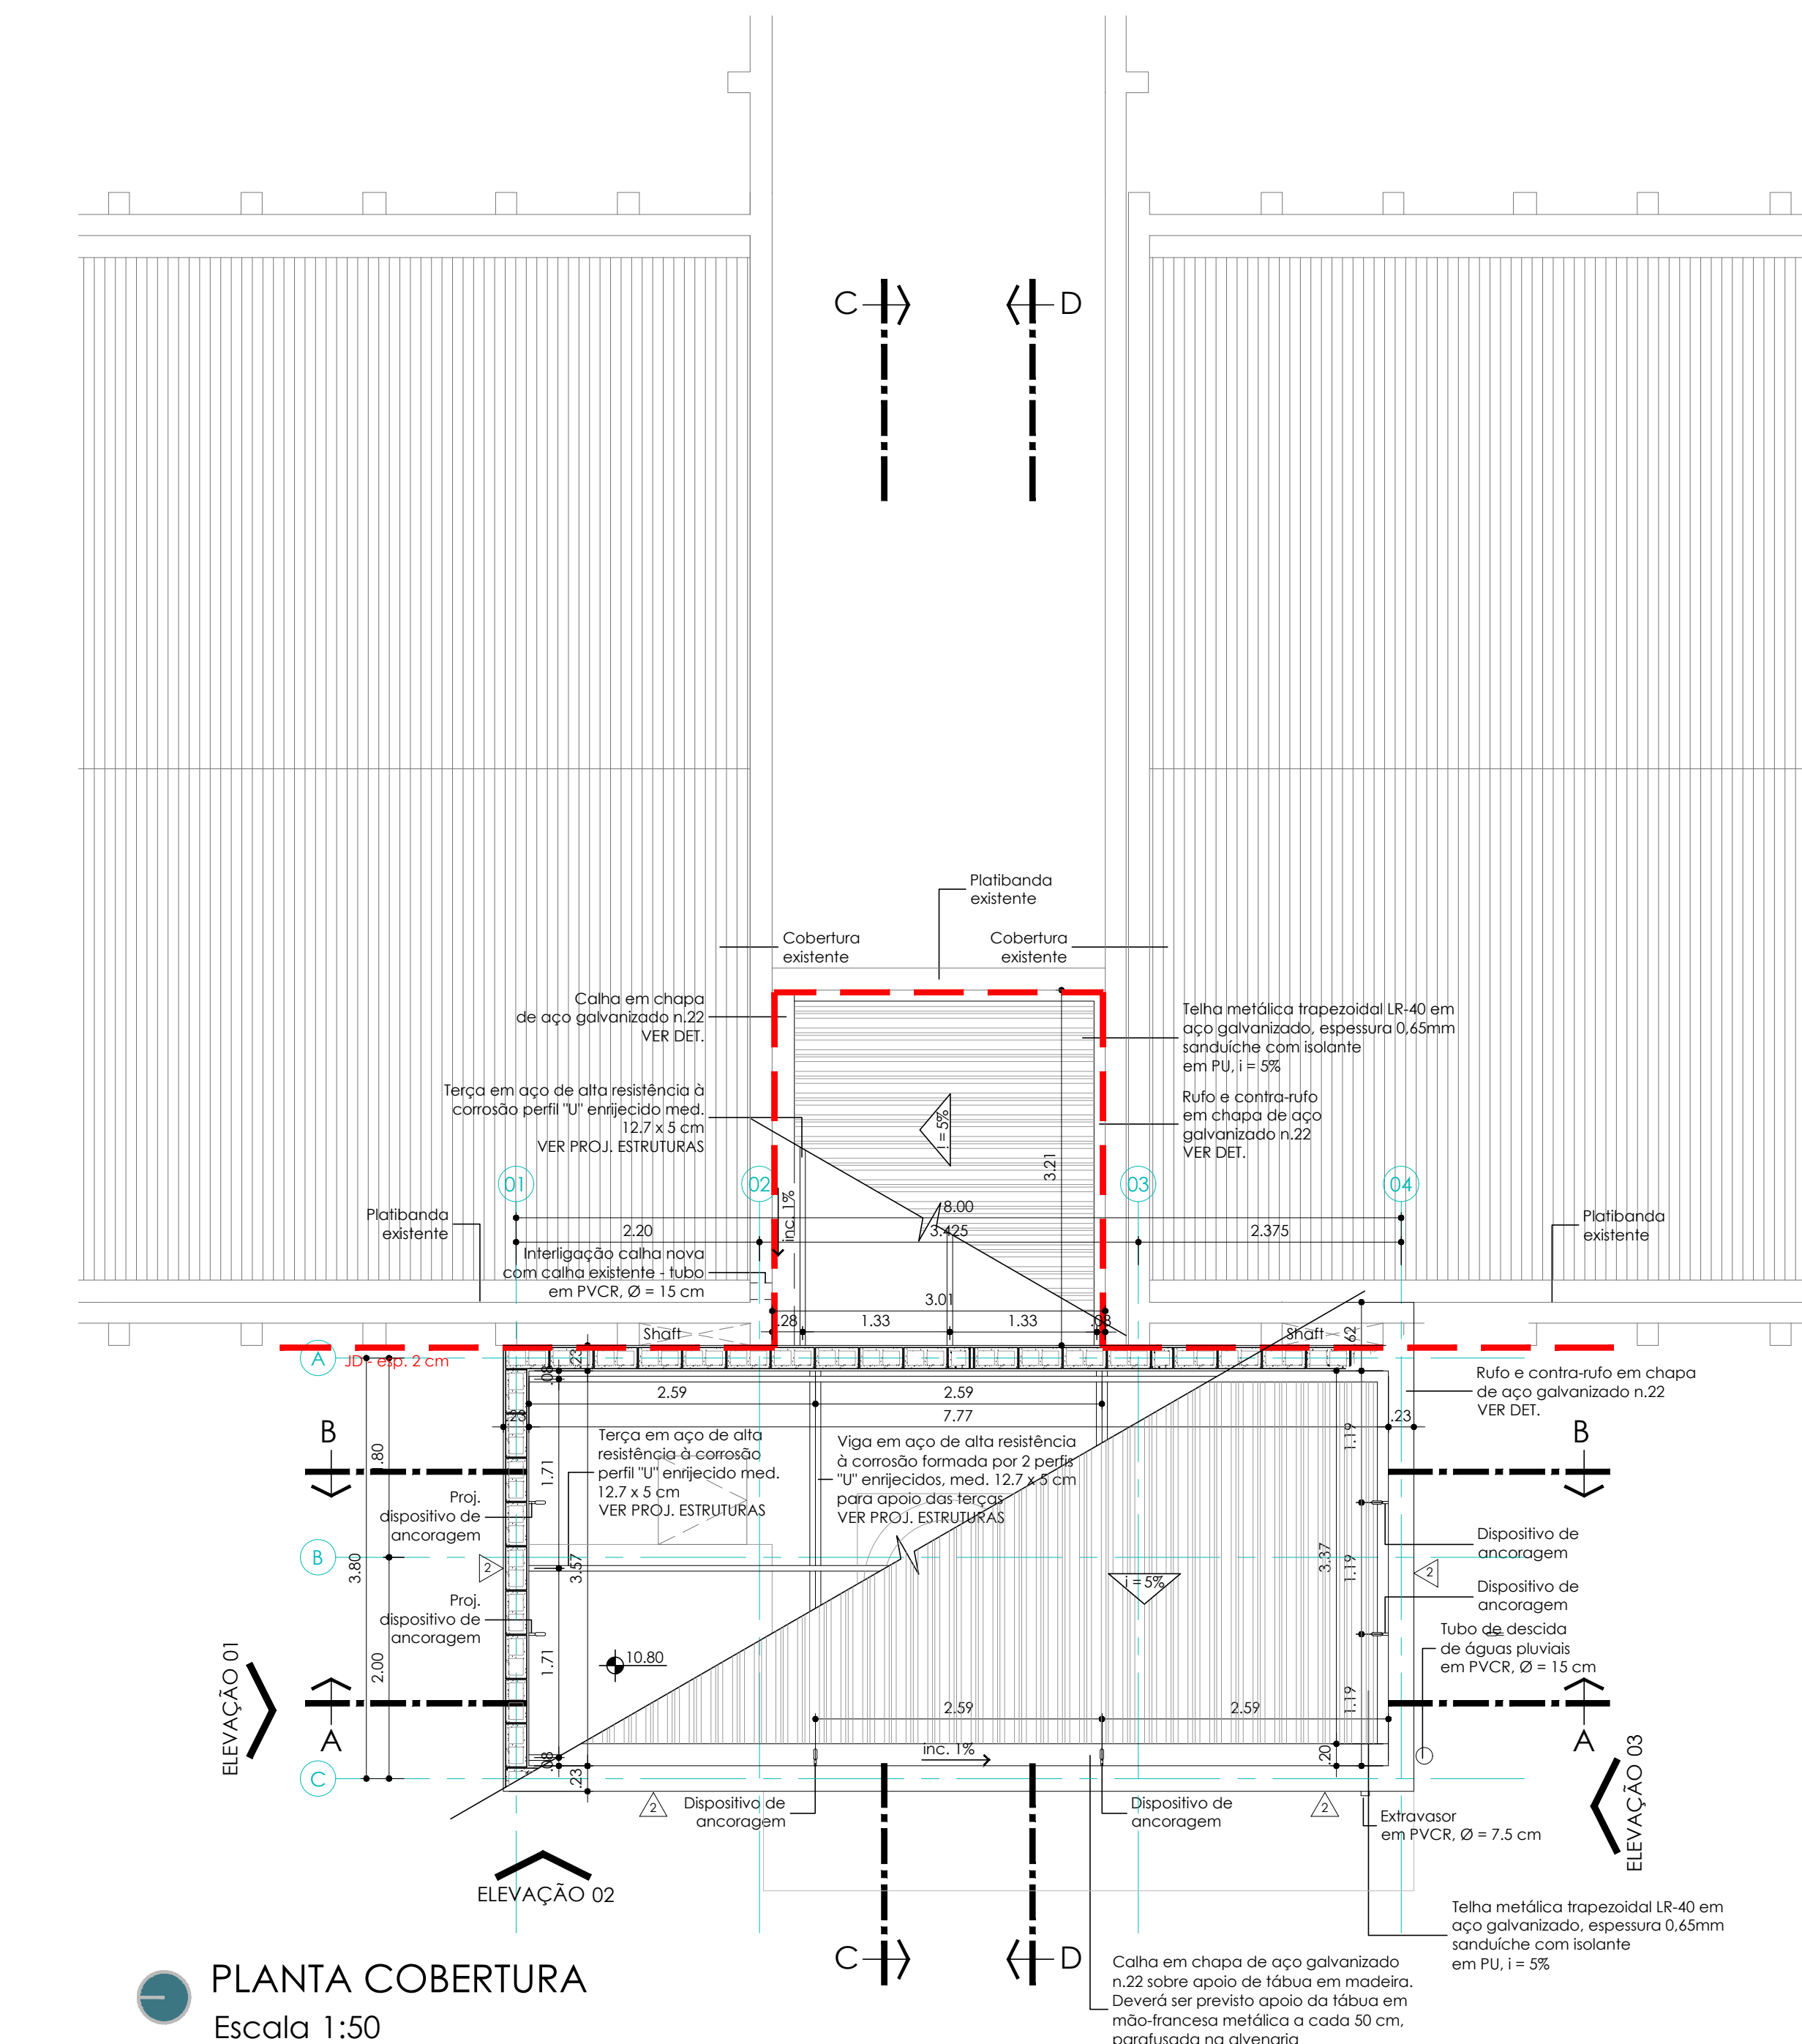 C
D
Platibanda
existente
Cobertura
existente
Cobertura
existente
Calha em chapa
de aço galvanizado n.22
VER DET.
Telha metálica trapezoidal LR-40 em
aço galvanizado, espessura 0,65mm
sanduíche com isolante
em PU, i = 5%
Terça em aço de alta resistência à
corrosão perfil "U" enrijecido med.
12.7 x 5 cm
VER PROJ. ESTRUTURAS
Rufo e contra-rufo
em chapa de aço
galvanizado n.22
VER DET.
i = 5%
3.21
01
02
03
04
inc. 1%
8.00
2.20
3.425
2.375
Platibanda
existente
Platibanda
existente
Interligação calha nova
com calha existente - tubo
em PVCR, Ø = 15 cm
3.01
.28
1.33
1.33
.08
Shaft
Shaft
.62
A
JD - esp. 2 cm
.23
.08
Rufo e contra-rufo em chapa
de aço galvanizado n.22
VER DET.
2.59
2.59
7.77
.23
.23
B
B
1.80
1.71
1.19
Terça em aço de alta
resistência à corrosão
perfil "U" enrijecido med.
12.7 x 5 cm
VER PROJ. ESTRUTURAS
Viga em aço de alta resistência
à corrosão formada por 2 perfis
"U" enrijecidos, med. 12.7 x 5 cm
para apoio das terças
VER PROJ. ESTRUTURAS
Proj.
dispositivo de
ancoragem
Dispositivo de
ancoragem
B
3.80
2
3.57
3.37
1.19
i = 5%
2
Dispositivo de
ancoragem
Proj.
dispositivo de
ancoragem
Tubo de descida
de águas pluviais
em PVCR, Ø = 15 cm
ELEVAÇÃO 01
2.00
1.71
10.80
1.19
2.59
2.59
A
A
inc. 1%
.08
.20
C
.23
ELEVAÇÃO 03
2
Dispositivo de
ancoragem
Dispositivo de
ancoragem
2
Extravasor
em PVCR, Ø = 7.5 cm
ELEVAÇÃO 02
Telha metálica trapezoidal LR-40 em
aço galvanizado, espessura 0,65mm
sanduíche com isolante
em PU, i = 5%
C
D
Calha em chapa de aço galvanizado
n.22 sobre apoio de tábua em madeira.
Deverá ser previsto apoio da tábua em
mão-francesa metálica a cada 50 cm,
parafusada na alvenaria
PLANTA COBERTURA
Escala 1:50